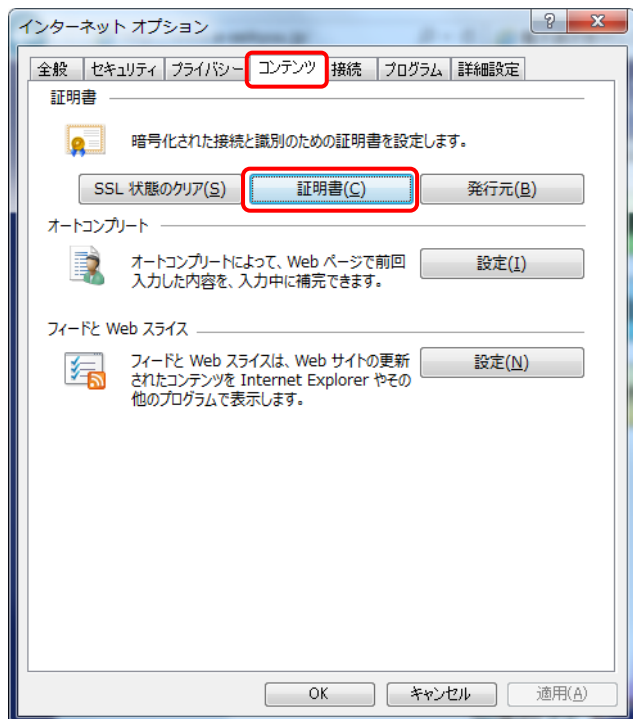 インターネット オプション
全般 セキュリティ プライバシー コンテンツ 接続 プログラム 詳細設定
証明書
暗号化された接続と識別のための証明書を設定します。
SSL 状態のクリア(S) 証明書(C) 発行元(B)
オートコンプリート
オートコンプリートによって、Web ページで前回
入力した内容を、入力中に補完できます。
設定(I)
フィードと Web スライス
フィードと Web スライスは、Web サイトの更新
されたコンテンツを Internet Explorer やその
他のプログラムで表示します。
設定(N)
OK キャンセル 適用(A)